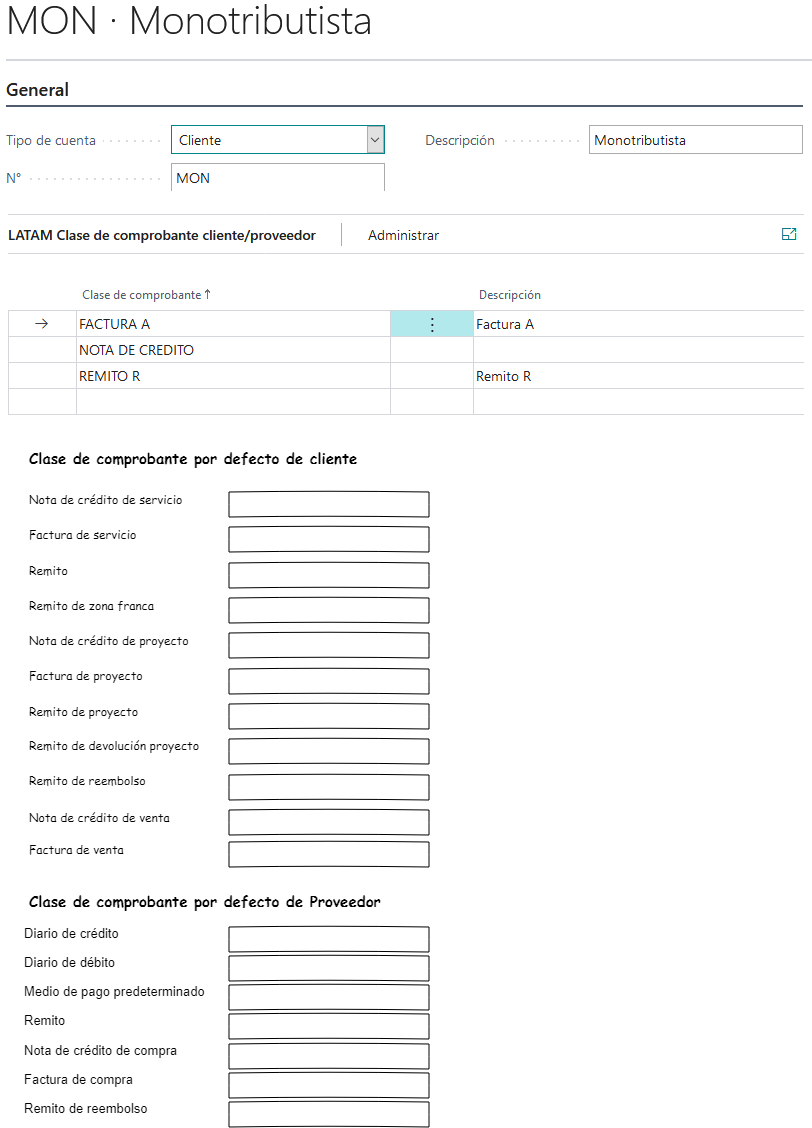 MON · Monotributista
General
Tipo de cuenta Cliente Descripción Monotributista
N° MON
LATAM Clase de comprobante cliente/proveedor Administrar
Clase de comprobante ↑ Descripción
→ FACTURA A ⋮ Factura A
NOTA DE CREDITO
REMITO R Remito R
Clase de comprobante por defecto de cliente
Nota de crédito de servicio
Factura de servicio
Remito
Remito de zona franca
Nota de crédito de proyecto
Factura de proyecto
Remito de proyecto
Remito de devolución proyecto
Remito de reembolso
Nota de crédito de venta
Factura de venta
Clase de comprobante por defecto de Proveedor
Diario de crédito
Diario de débito
Medio de pago predeterminado
Remito
Nota de crédito de compra
Factura de compra
Remito de reembolso